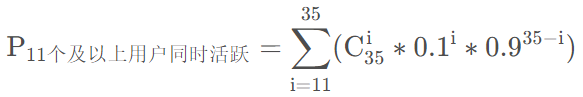 P11个及以上用户同时活跃 = ∑_{i=11}^{35} (C_{35}^{i} * 0.1^{i} * 0.9^{35−i})